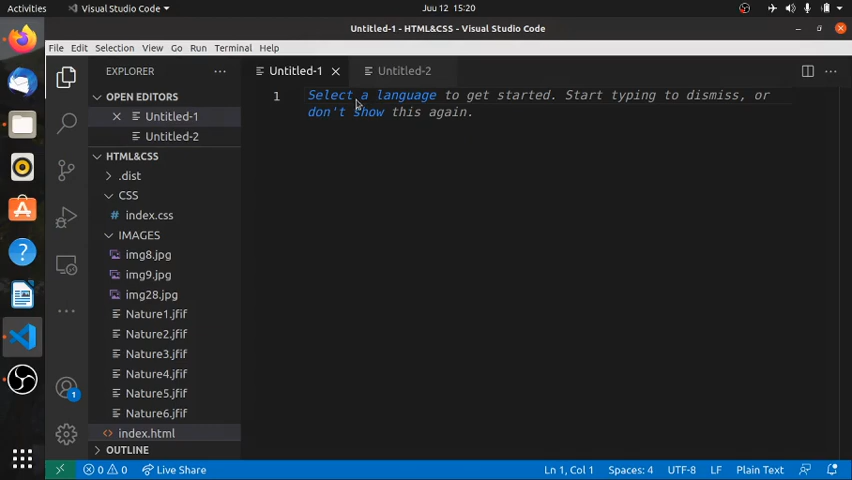 Activities
Visual Studio Code
Juu 12 15:20
Untitled-1 - HTML&CSS - Visual Studio Code
File Edit Selection View Go Run Terminal Help
EXPLORER
Untitled-1
Untitled-2
OPEN EDITORS
Untitled-1
Untitled-2
HTML&CSS
.dist
CSS
# index.css
IMAGES
img8.jpg
img9.jpg
img28.jpg
Nature1.jfif
Nature2.jfif
Nature3.jfif
Nature4.jfif
Nature5.jfif
Nature6.jfif
<> index.html
OUTLINE
1
Select a language to get started. Start typing to dismiss, or
don't show this again.
1
0 0
Live Share
Ln 1, Col 1
Spaces: 4
UTF-8
LF
Plain Text